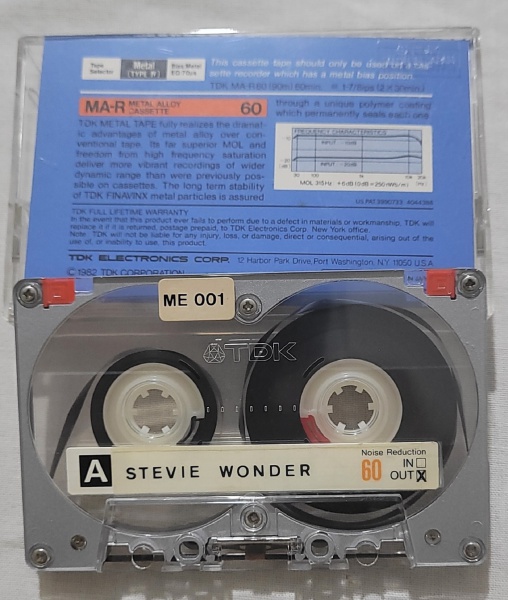 Tape Selector
Metal (TYPE IV)
Bias Metal EQ 70μs
This cassette tape should only be used on a cassette recorder which has a metal bias position.
TDK MA-R 60
MA-R METAL ALLOY CASSETTE 60
TDK METAL TAPE fully realizes the dramat-
ic advantages of metal alloy over con-
ventional tape. Its far superior MOL and
freedom from high frequency saturation
deliver more vibrant recordings of wider
dynamic range than were previously pos-
sible on cassettes. The long term stability
of TDK FINAVINX metal particles is assured
through a unique polymer coating
which permanently seals each one.
FREQUENCY CHARACTERISTICS
INPUT
INPUT -20dB
MOL 315Hz +6dB (0dB=250nWb/m)
U.S. PAT. 3990733 4044388
TDK FULL LIFETIME WARRANTY
In the event that this product ever fails to perform due to a defect in materials or workmanship, TDK will
replace it if it is returned, postage prepaid, to TDK Electronics Corp. New York office.
Note: TDK will not be liable for any injury, loss, or damage, direct or consequential, arising out of the
use of, or inability to use, this product.
TDK ELECTRONICS CORP. 12 Harbor Park Drive, Port Washington, N.Y. 11050 U.S.A.
© 1982 TDK CORPORATION
ME 001
TDK
A STEVIE WONDER
Noise Reduction
60 IN
OUT X